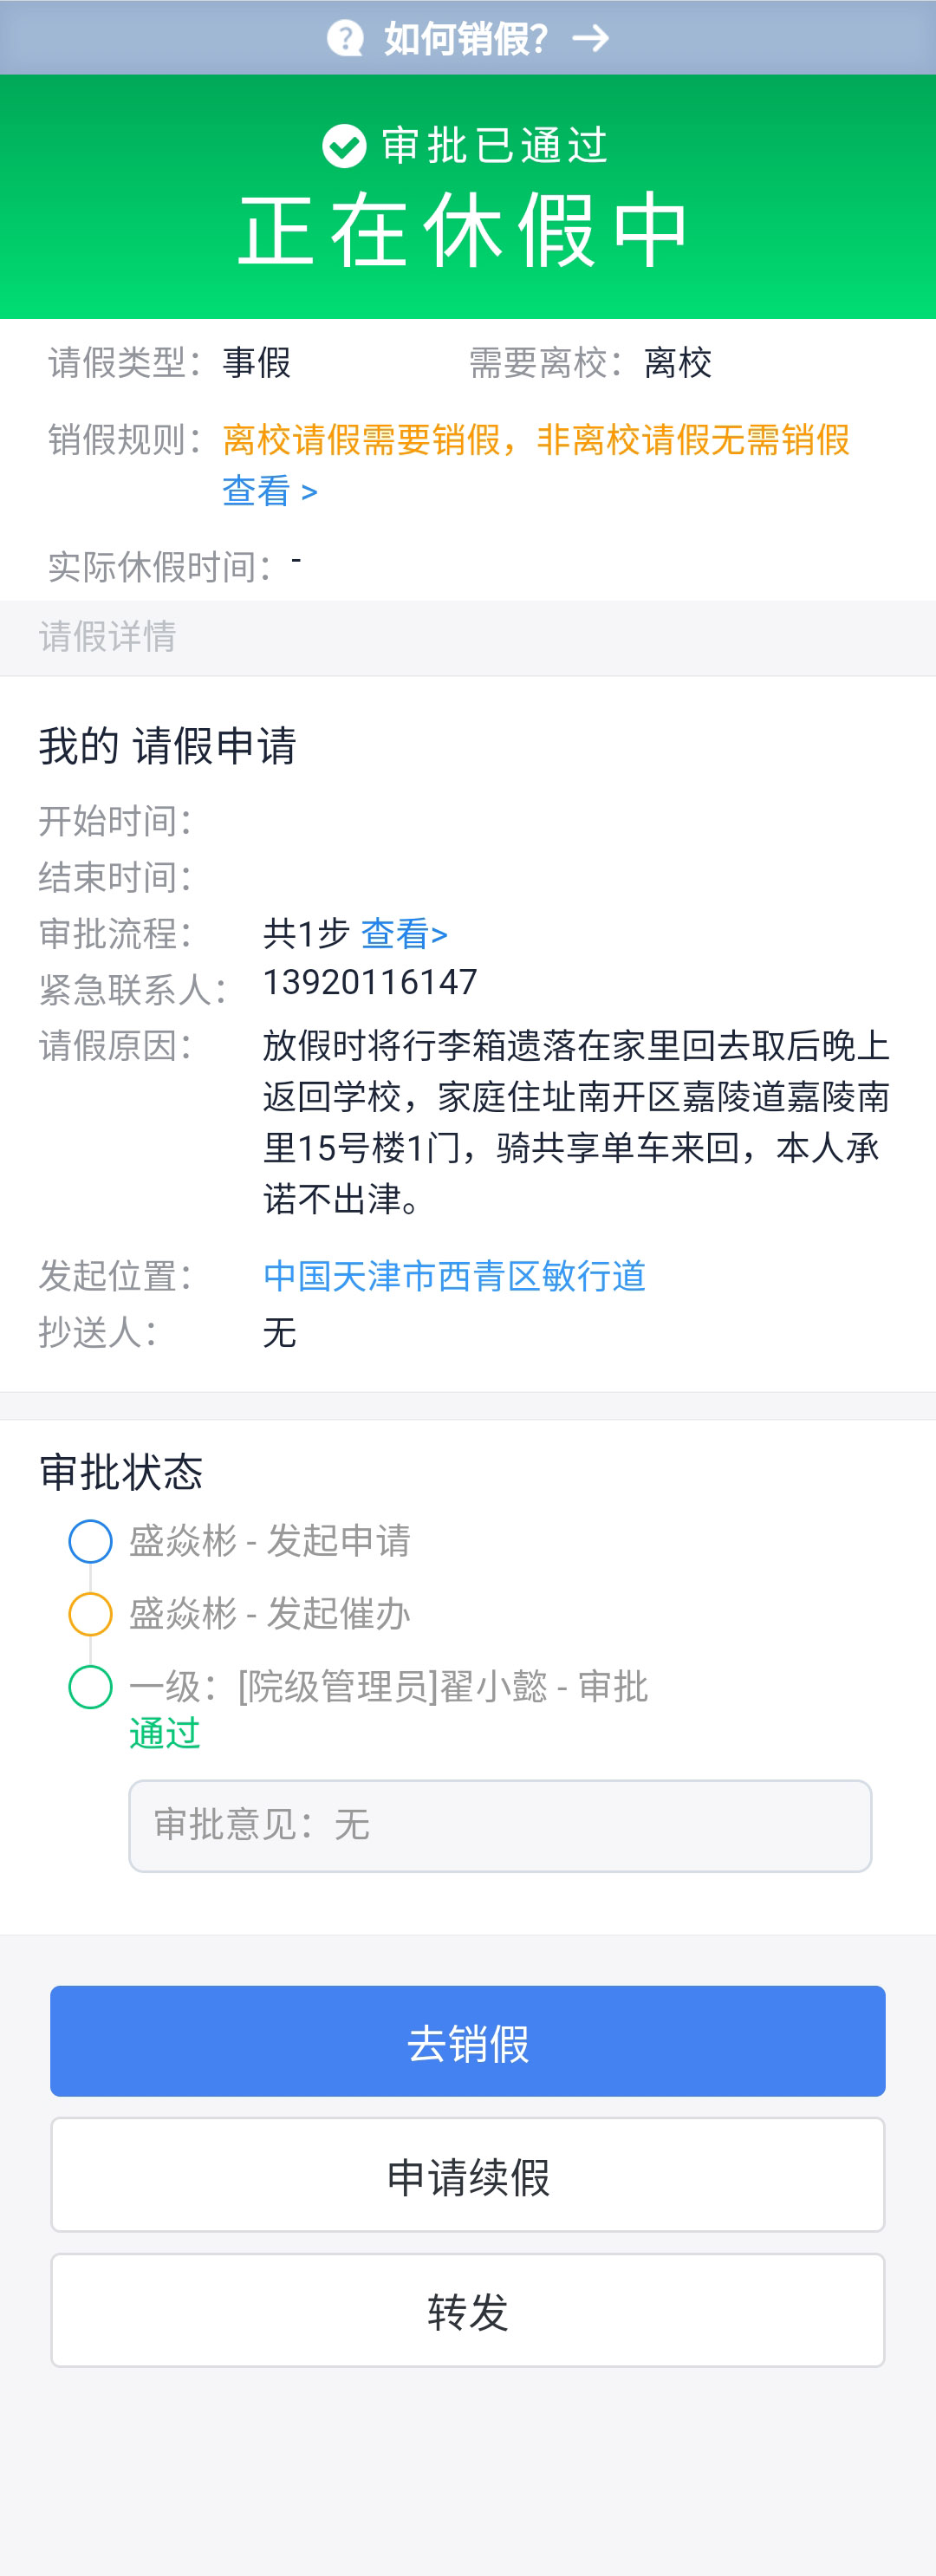 如何销假？
审批已通过
正在休假中
请假类型：事假 需要离校：离校
销假规则：离校请假需要销假，非离校请假无需销假
查看 >
实际休假时间：-
请假详情
我的 请假申请
开始时间：
结束时间：
审批流程：共1步 查看>
紧急联系人：13920116147
请假原因：放假时将行李箱遗落在家里回去取后晚上
返回学校，家庭住址南开区嘉陵道嘉陵南
里15号楼1门，骑共享单车来回，本人承
诺不出津。
发起位置：中国天津市西青区敏行道
抄送人：无
审批状态
盛焱彬 - 发起申请
盛焱彬 - 发起催办
一级：[院级管理员]翟小懿 - 审批
通过
审批意见：无
去销假
申请续假
转发